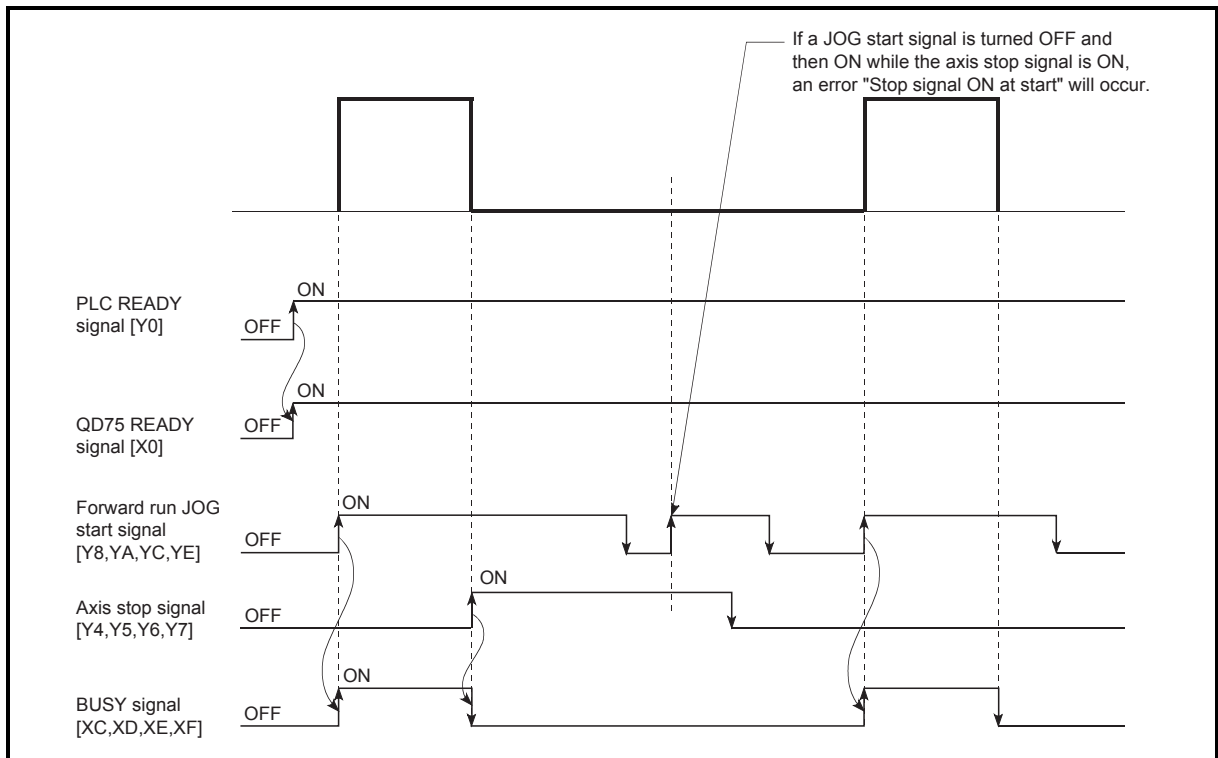 If a JOG start signal is turned OFF and
then ON while the axis stop signal is ON,
an error "Stop signal ON at start" will occur.
ON
PLC READY
signal [Y0]
OFF
ON
QD75 READY
signal [X0]
OFF
ON
Forward run JOG
start signal
[Y8,YA,YC,YE]
OFF
ON
Axis stop signal
[Y4,Y5,Y6,Y7]
OFF
ON
BUSY signal
[XC,XD,XE,XF]
OFF